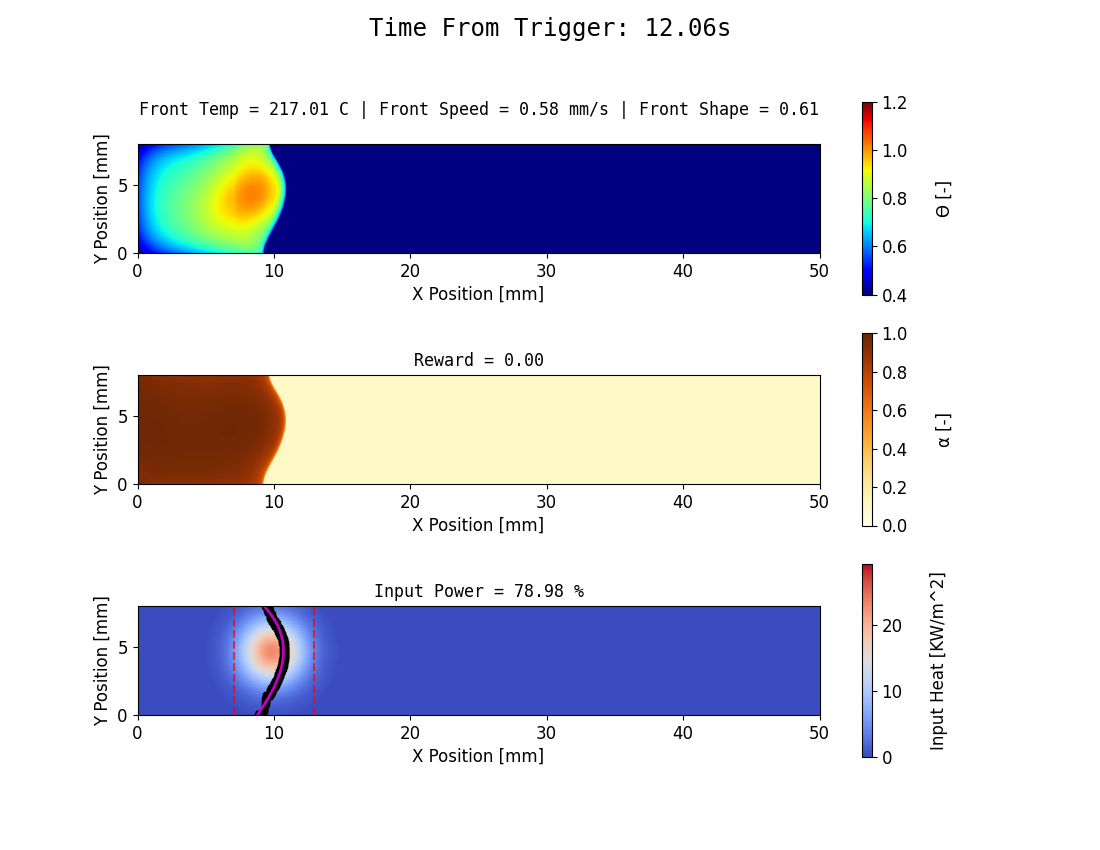 Time From Trigger: 12.06s
Front Temp = 217.01 C | Front Speed = 0.58 mm/s | Front Shape = 0.61
Y Position [mm]
5
0
0 10 20 30 40 50
X Position [mm]
1.2
1.0
0.8
0.6
0.4
Θ [-]
Reward = 0.00
Y Position [mm]
5
0
0 10 20 30 40 50
X Position [mm]
1.0
0.8
0.6
0.4
0.2
0.0
α [-]
Input Power = 78.98 %
Y Position [mm]
5
0
0 10 20 30 40 50
X Position [mm]
20
10
0
Input Heat [KW/m^2]